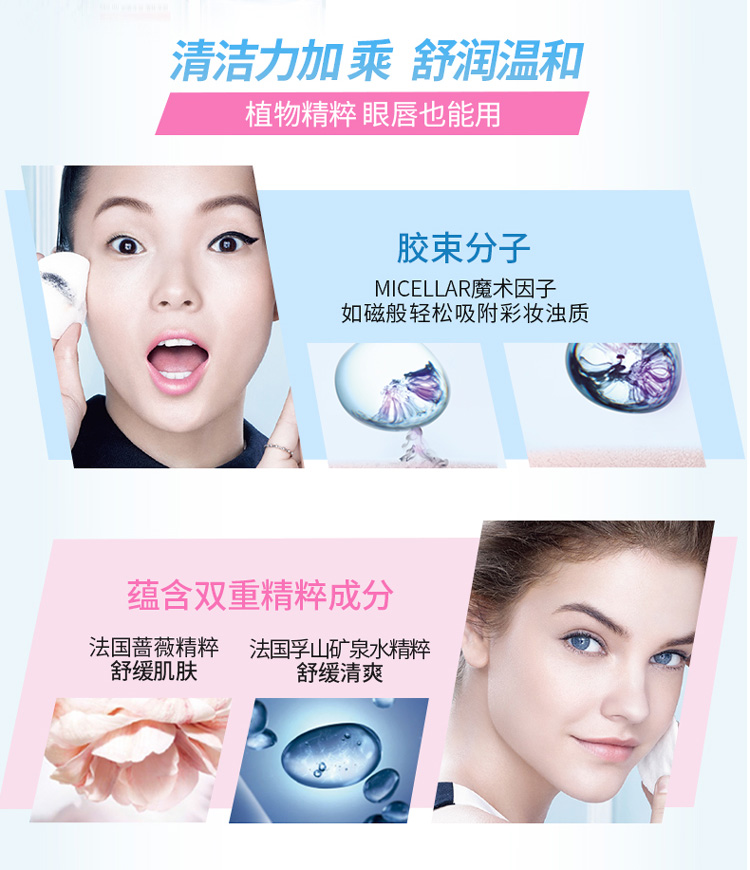 清洁力加乘 舒润温和
植物精粹 眼唇也能用
胶束分子
MICELLAR魔术因子
如磁般轻松吸附彩妆浊质
蕴含双重精粹成分
法国蔷薇精粹
舒缓肌肤
法国孚山矿泉水精粹
舒缓清爽